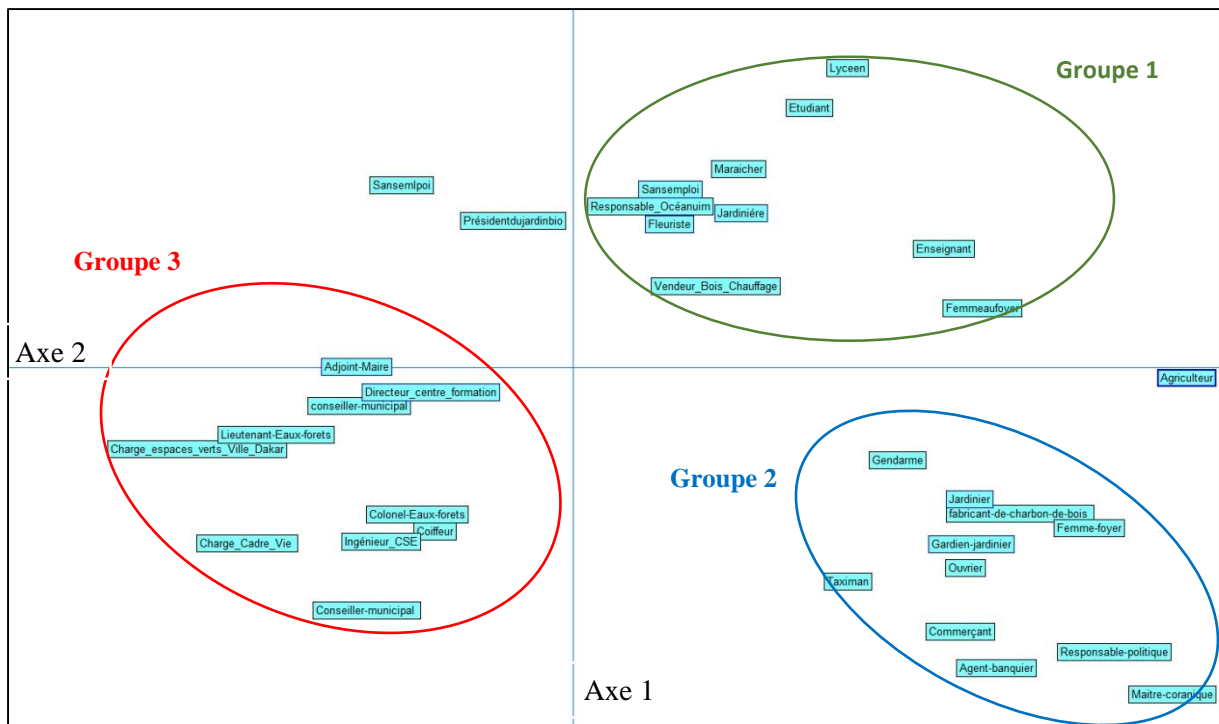 Lyceen
Groupe 1
Etudiant
Maraicher
Sansemlpoi
Sansemploi
Responsable_Océanuim
Jardiniére
Présidentdujardinbio
Fleuriste
Enseignant
Groupe 3
Vendeur_Bois_Chauffage
Femmeaufoyer
Axe 2
Adjoint-Maire
Agriculteur
Directeur_centre_formation
conseiller-municipal
Lieutenant-Eaux-forets
Charge_espaces_verts_Ville_Dakar
Gendarme
Groupe 2
Jardinier
fabricant-de-charbon-de-bois
Femme-foyer
Colonel-Eaux-forets
Coiffeur
Ingénieur_CSE
Charge_Cadre_Vie
Gardien-jardinier
Ouvrier
Taximan
Conseiller-municipal
Commerçant
Responsable-politique
Agent-banquier
Axe 1
Maitre-coranique